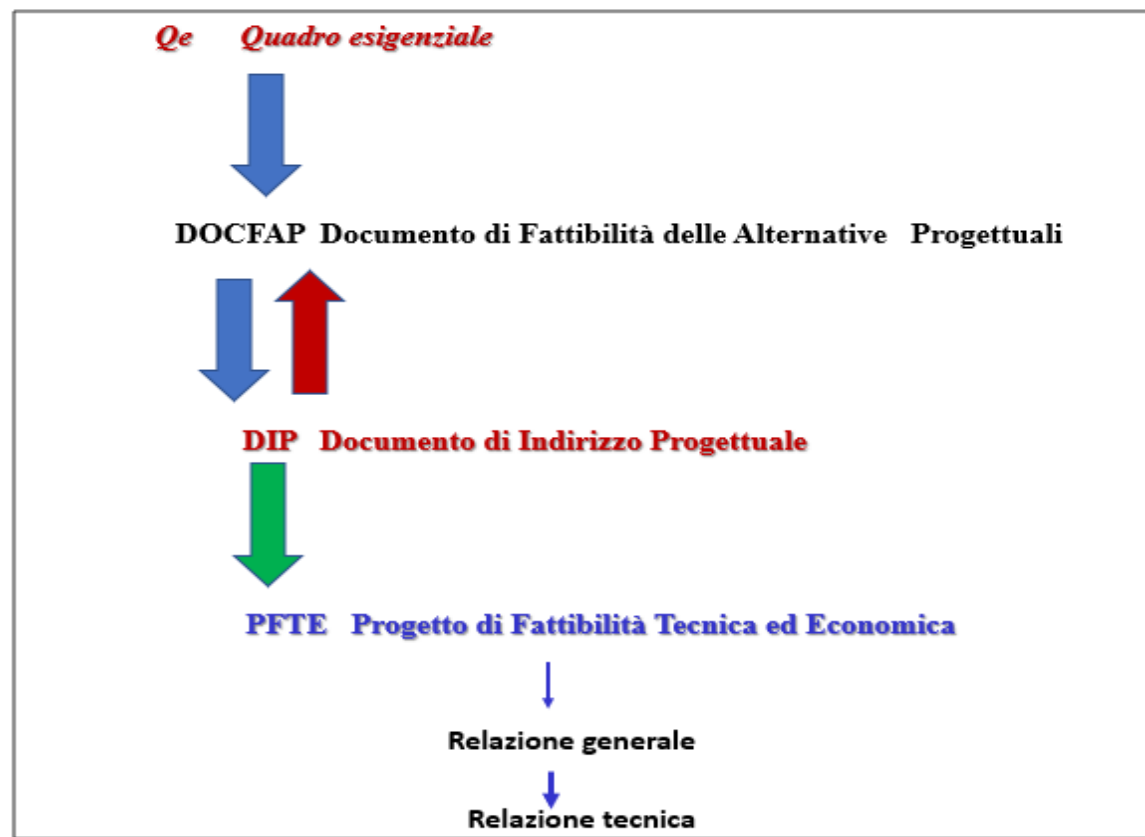 Qe Quadro esigenziale
DOCFAP Documento di Fattibilità delle Alternative Progettuali
DIP Documento di Indirizzo Progettuale
PFTE Progetto di Fattibilità Tecnica ed Economica
Relazione generale
Relazione tecnica